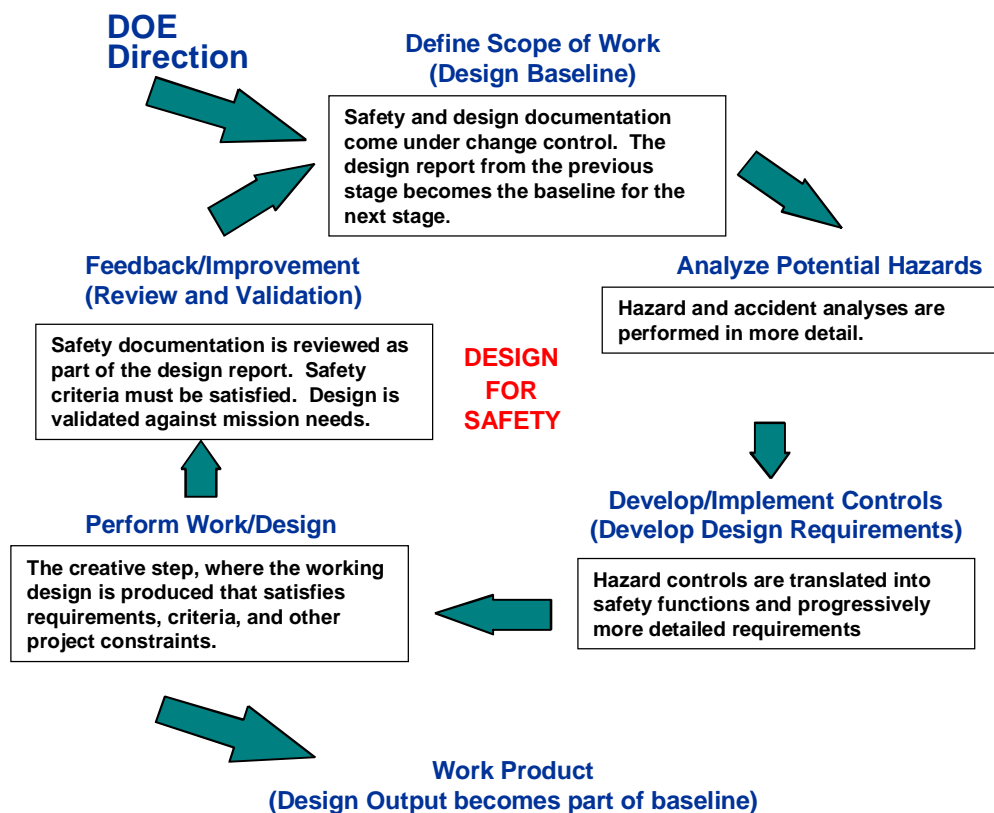 DOE
Direction
Define Scope of Work
(Design Baseline)
Safety and design documentation
come under change control.  The
design report from the previous
stage becomes the baseline for the
next stage.
Analyze Potential Hazards
Hazard and accident analyses are
performed in more detail.
Develop/Implement Controls
(Develop Design Requirements)
Hazard controls are translated into
safety functions and progressively
more detailed requirements
Perform Work/Design
The creative step, where the working
design is produced that satisfies
requirements, criteria, and other
project constraints.
Feedback/Improvement
(Review and Validation)
Safety documentation is reviewed as
part of the design report.  Safety
criteria must be satisfied.  Design is
validated against mission needs.
DESIGN
FOR
SAFETY
Work Product
(Design Output becomes part of baseline)